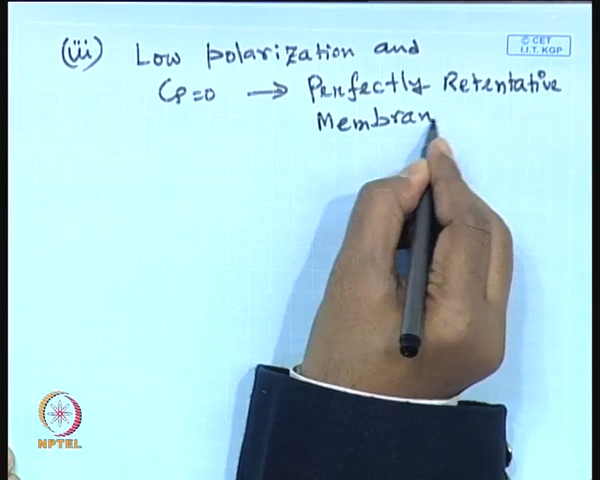 (iii) Low polarization and
Cp=0 → Perfectly Retentative
Membran
© CET
I.I.T. KGP
NPTEL